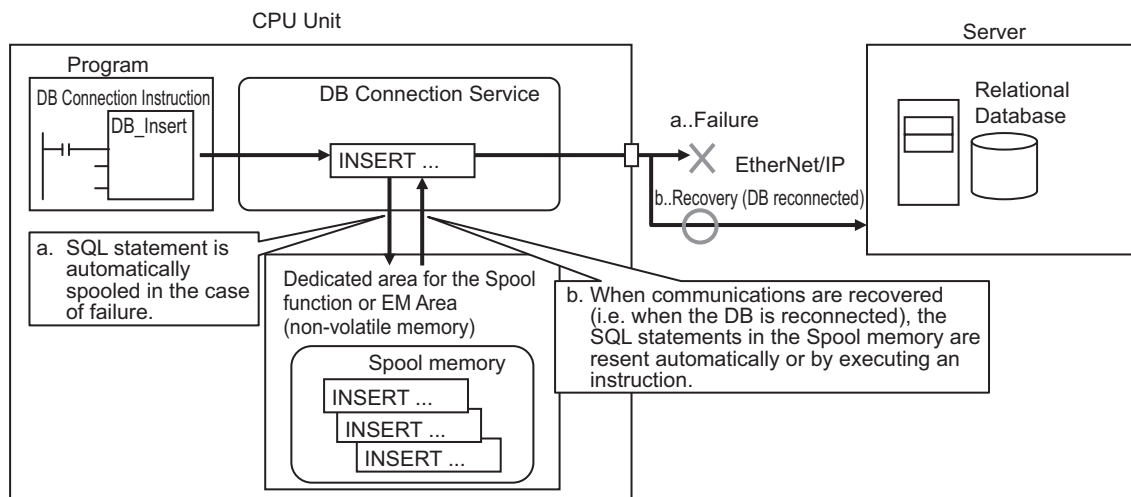 CPU Unit
Server
Program
DB Connection Instruction
DB_Insert
DB Connection Service
INSERT ...
a..Failure
EtherNet/IP
b..Recovery (DB reconnected)
Relational
Database
a. SQL statement is
automatically
spooled in the case
of failure.
Dedicated area for the Spool
function or EM Area
(non-volatile memory)
Spool memory
INSERT ...
INSERT ...
INSERT ...
b. When communications are recovered
(i.e. when the DB is reconnected), the
SQL statements in the Spool memory are
resent automatically or by executing an
instruction.